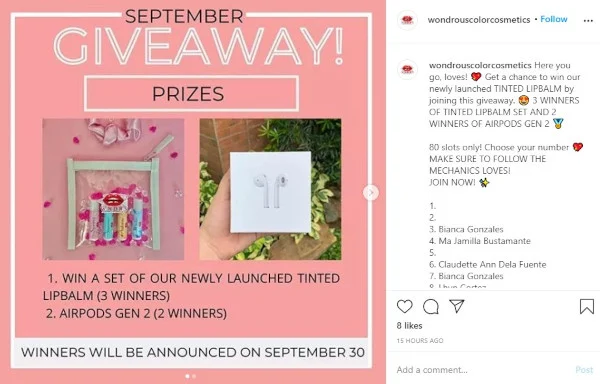 SEPTEMBER
GIVEAWAY!
PRIZES
1. WIN A SET OF OUR NEWLY LAUNCHED TINTED
LIPBALM (3 WINNERS)
2. AIRPODS GEN 2 (2 WINNERS)
WINNERS WILL BE ANNOUNCED ON SEPTEMBER 30
wondrouscolorcosmetics • Follow
wondrouscolorcosmetics Here you
go, loves! 💖 Get a chance to win our
newly launched TINTED LIPBALM by
joining this giveaway. 😍 3 WINNERS
OF TINTED LIPBALM SET AND 2
WINNERS OF AIRPODS GEN 2 🏅
80 slots only! Choose your number 💖
MAKE SURE TO FOLLOW THE
MECHANICS LOVES!
JOIN NOW! ✨
1.
2.
3. Bianca Gonzales
4. Ma Jamilla Bustamante
5.
6. Claudette Ann Dela Fuente
7. Bianca Gonzales
8 likes
15 HOURS AGO
Add a comment...
Post